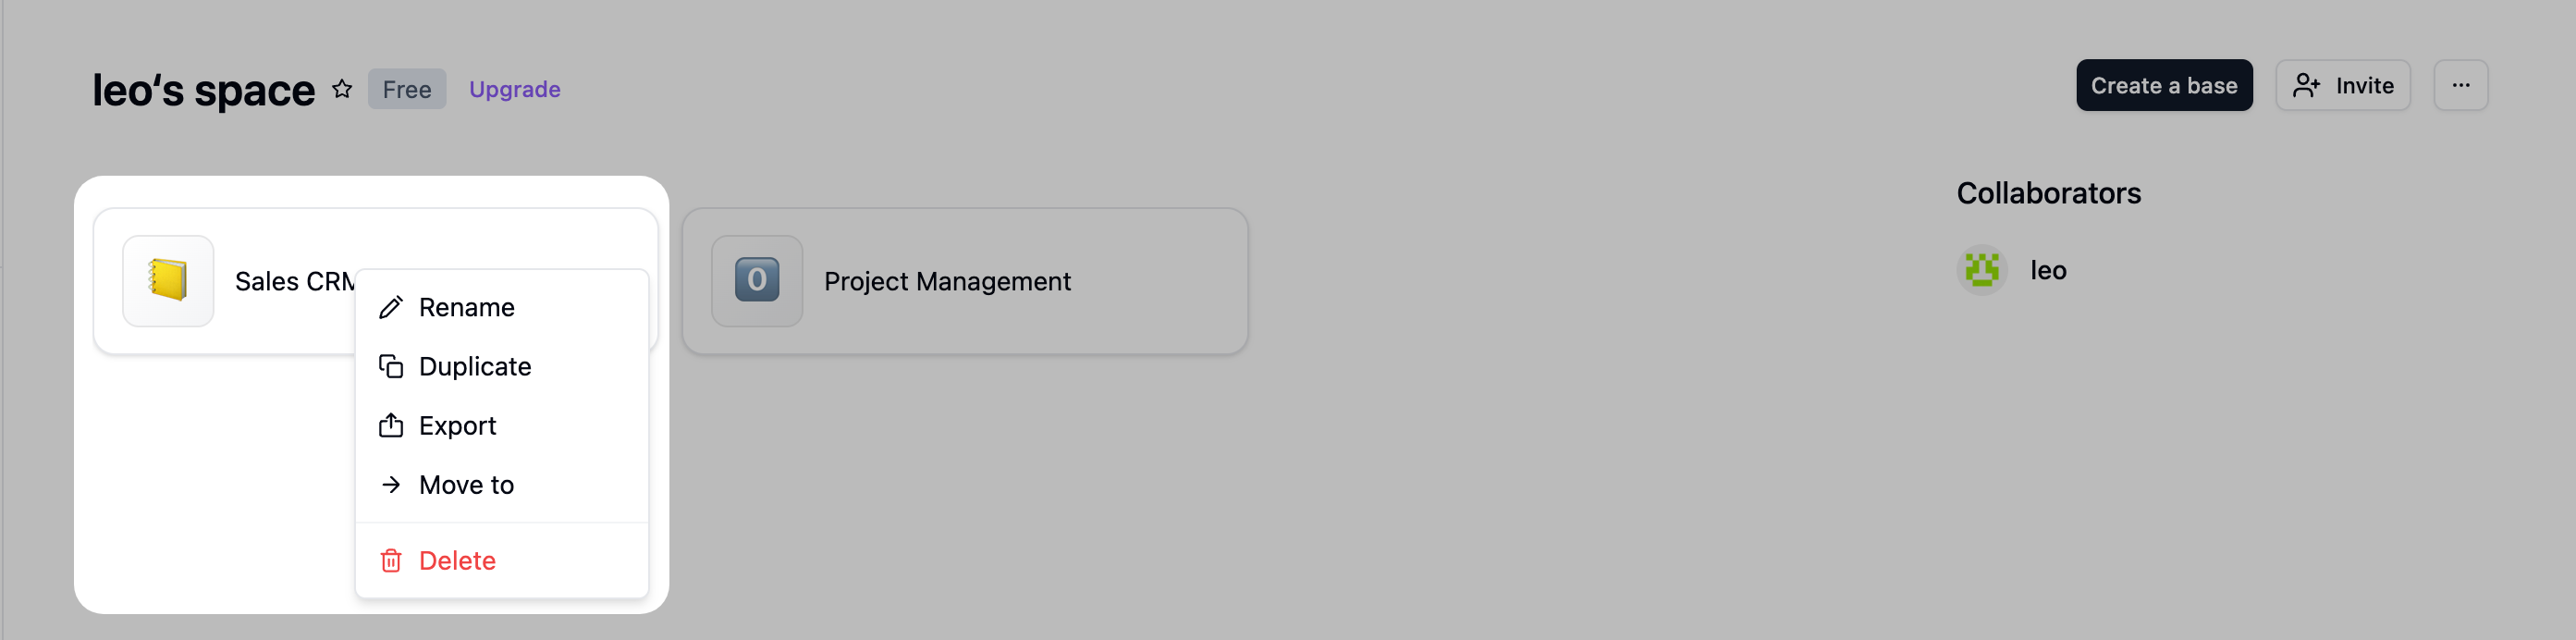 leo‘s space Free Upgrade
Create a base Invite
Collaborators
leo
Sales CRM
Project Management
0
Rename
Duplicate
Export
Move to
Delete